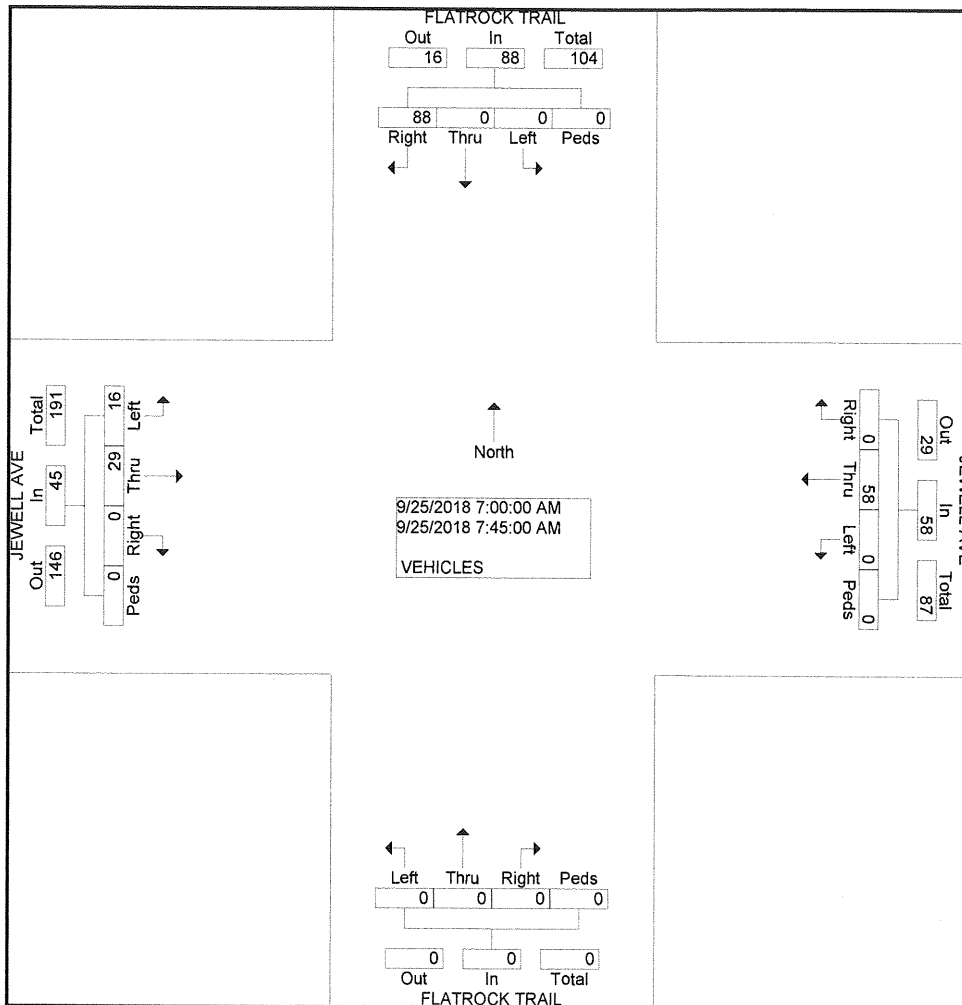 FLATROCK TRAIL
Out In Total
16 88 104
88 0 0 0
Right Thru Left Peds
JEWELL AVE
Total In Out
191 45 146
16 29 0 0
Left Thru Right Peds
North
9/25/2018 7:00:00 AM
9/25/2018 7:45:00 AM
VEHICLES
Right Thru Left Peds
0 58 0 0
Out In Total
29 58 87
JEWELL AVE
Left Thru Right Peds
0 0 0 0
0 0 0
Out In Total
FLATROCK TRAIL